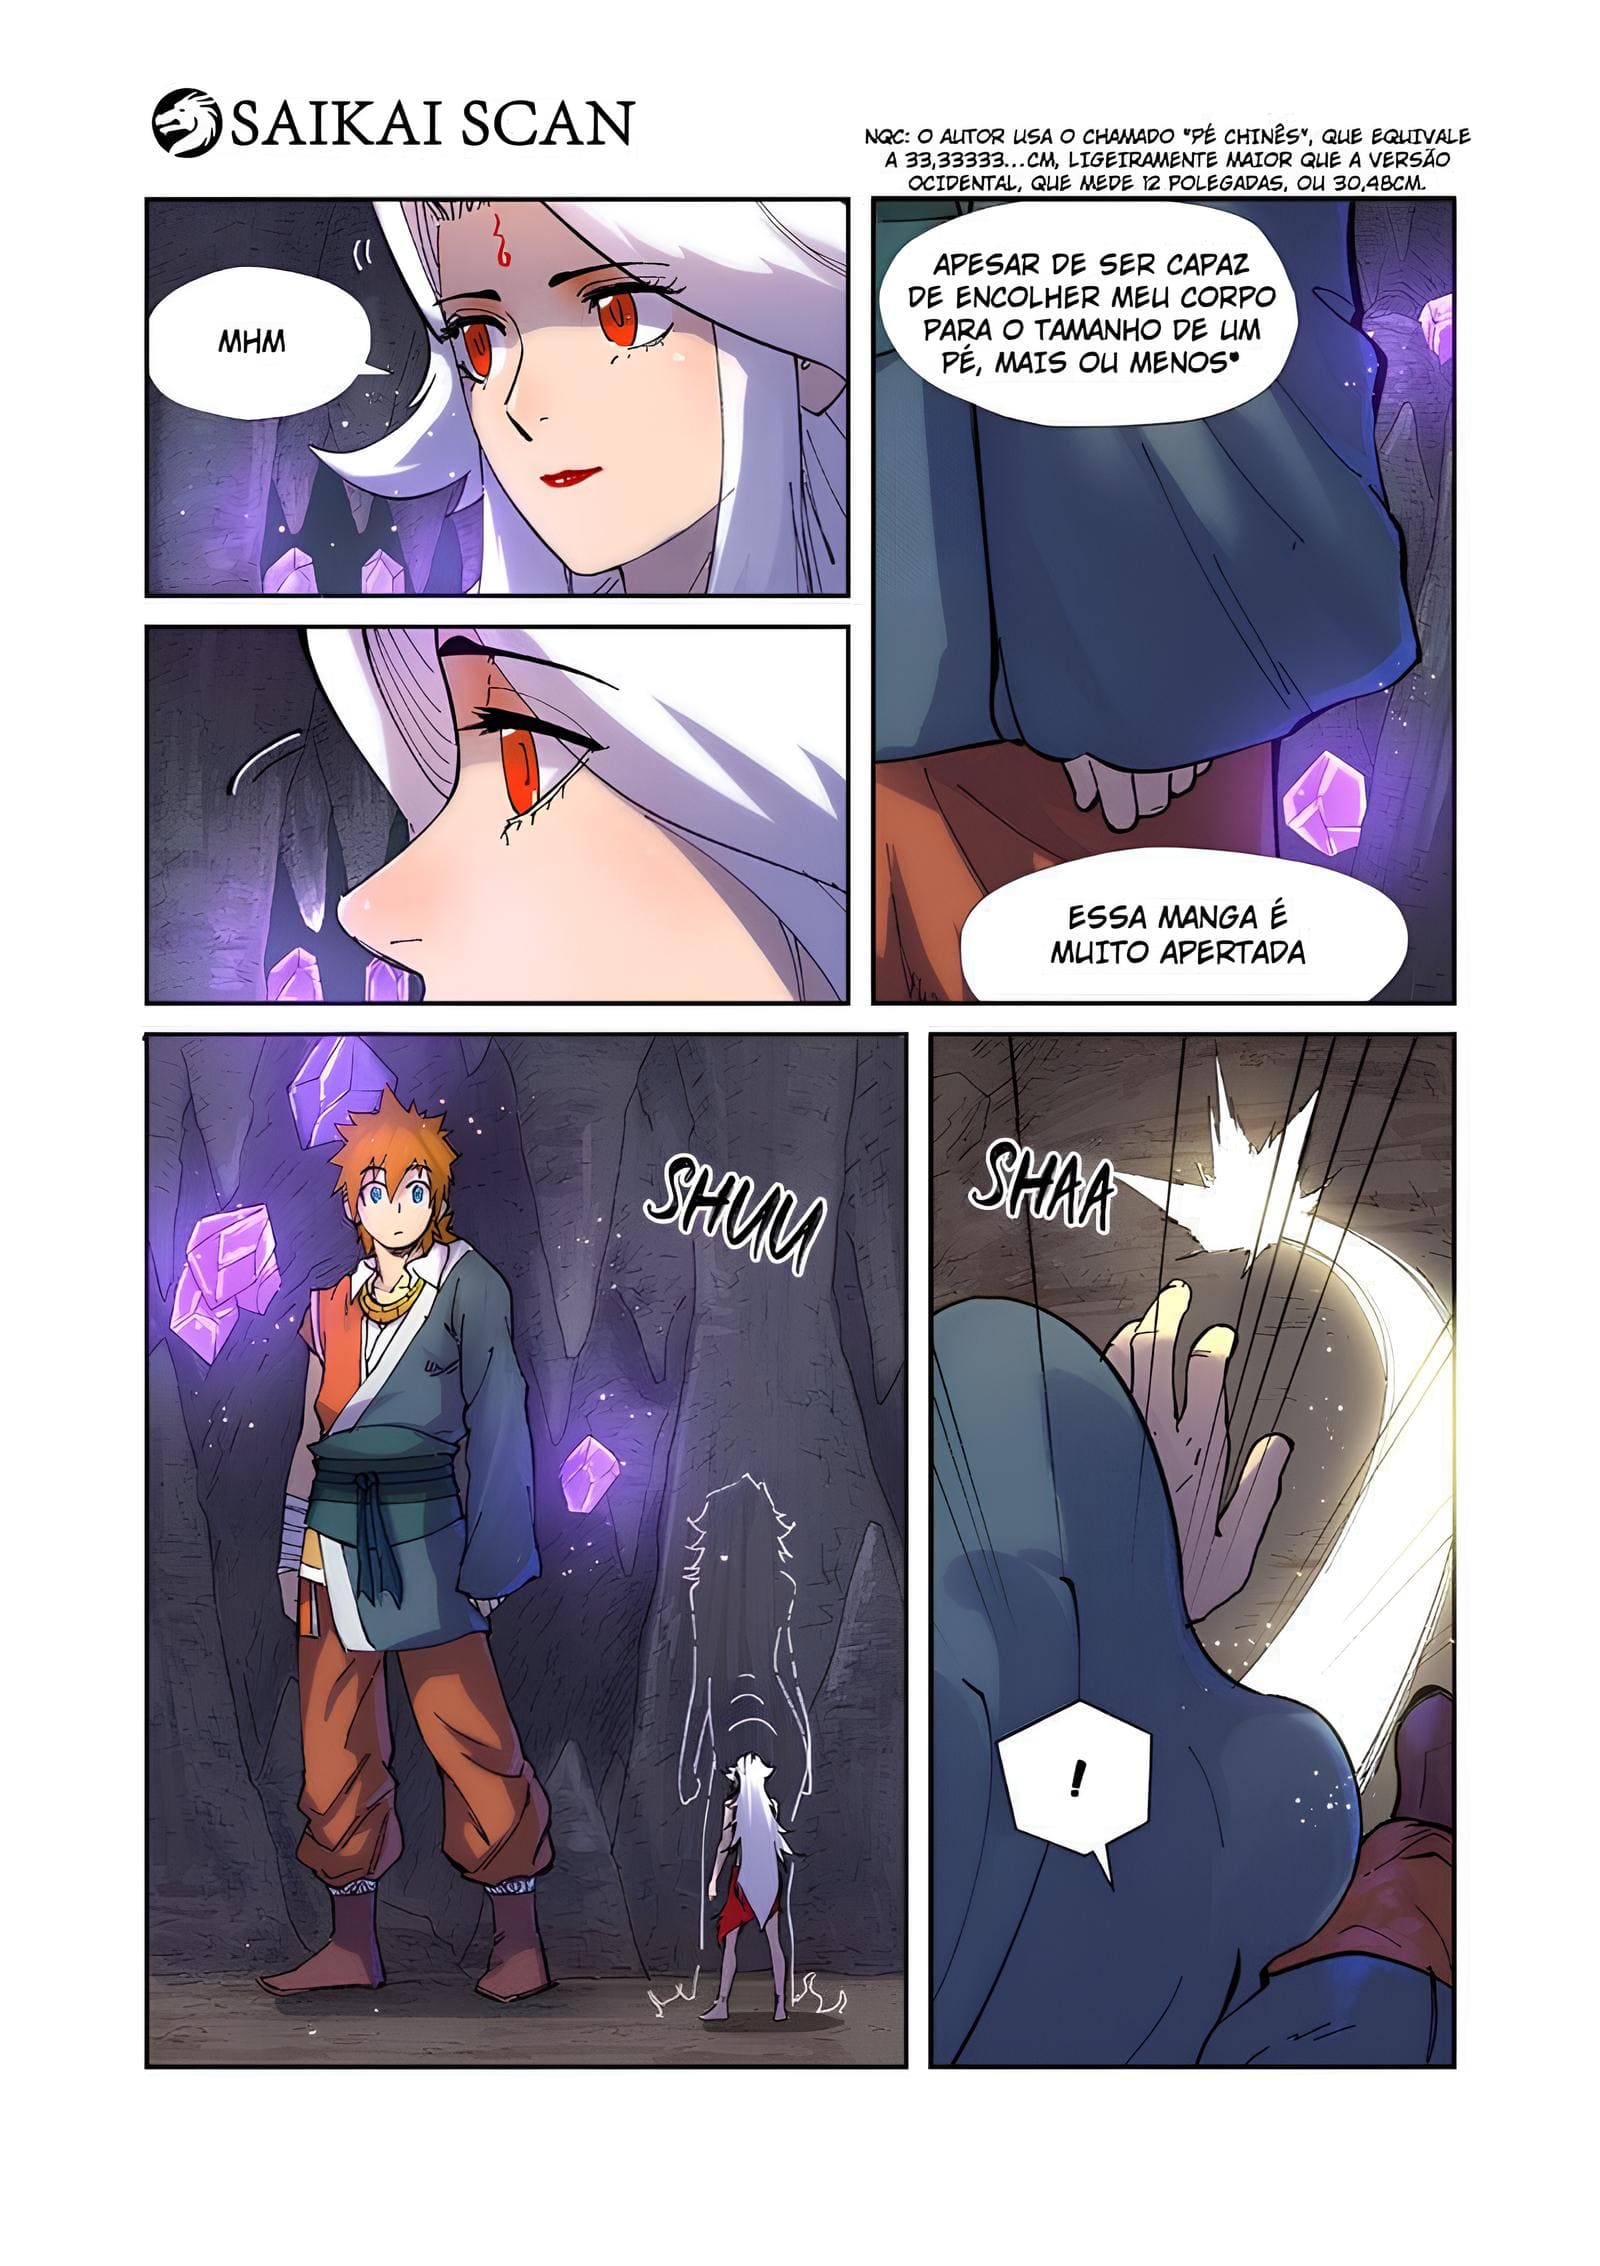 SAIKAI SCAN
NQC: O AUTOR USA O CHAMADO "PÉ CHINÊS", QUE EQUIVALE
A 33,33333...CM, LIGEIRAMENTE MAIOR QUE A VERSÃO
OCIDENTAL, QUE MEDE 12 POLEGADAS, OU 30,48CM.
MHM
APESAR DE SER CAPAZ
DE ENCOLHER MEU CORPO
PARA O TAMANHO DE UM
PÉ, MAIS OU MENOS*
ESSA MANGA É
MUITO APERTADA
SHUU
SHAA
!